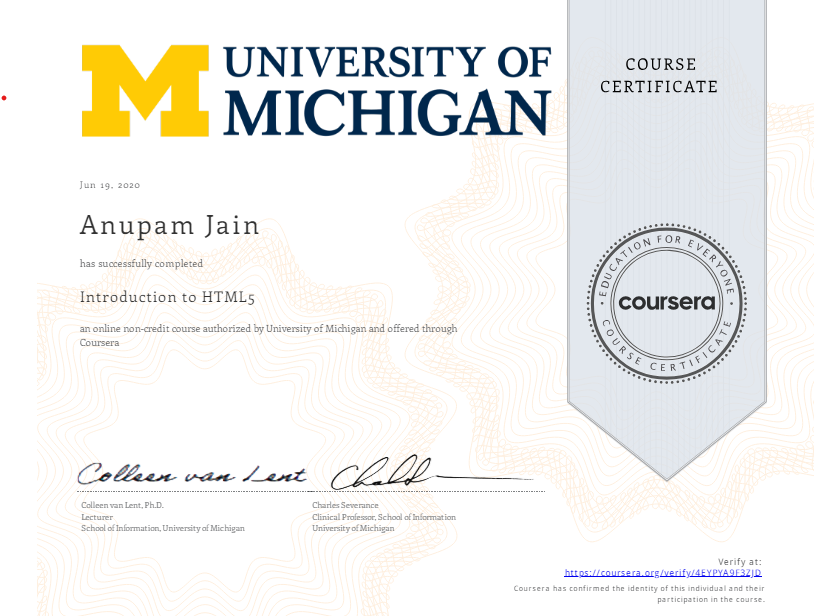 M UNIVERSITY OF
MICHIGAN
COURSE
CERTIFICATE
Jun 19, 2020
Anupam Jain
has successfully completed
Introduction to HTML5
an online non-credit course authorized by University of Michigan and offered through
Coursera
EDUCATION FOR EVERYONE
coursera
COURSE CERTIFICATE
Colleen van Lent
Colleen van Lent, Ph.D.
Lecturer
School of Information, University of Michigan
Charles Severance
Clinical Professor, School of Information
University of Michigan
Verify at:
https://coursera.org/verify/4EYPYA9F3ZJD
Coursera has confirmed the identity of this individual and their
participation in the course.